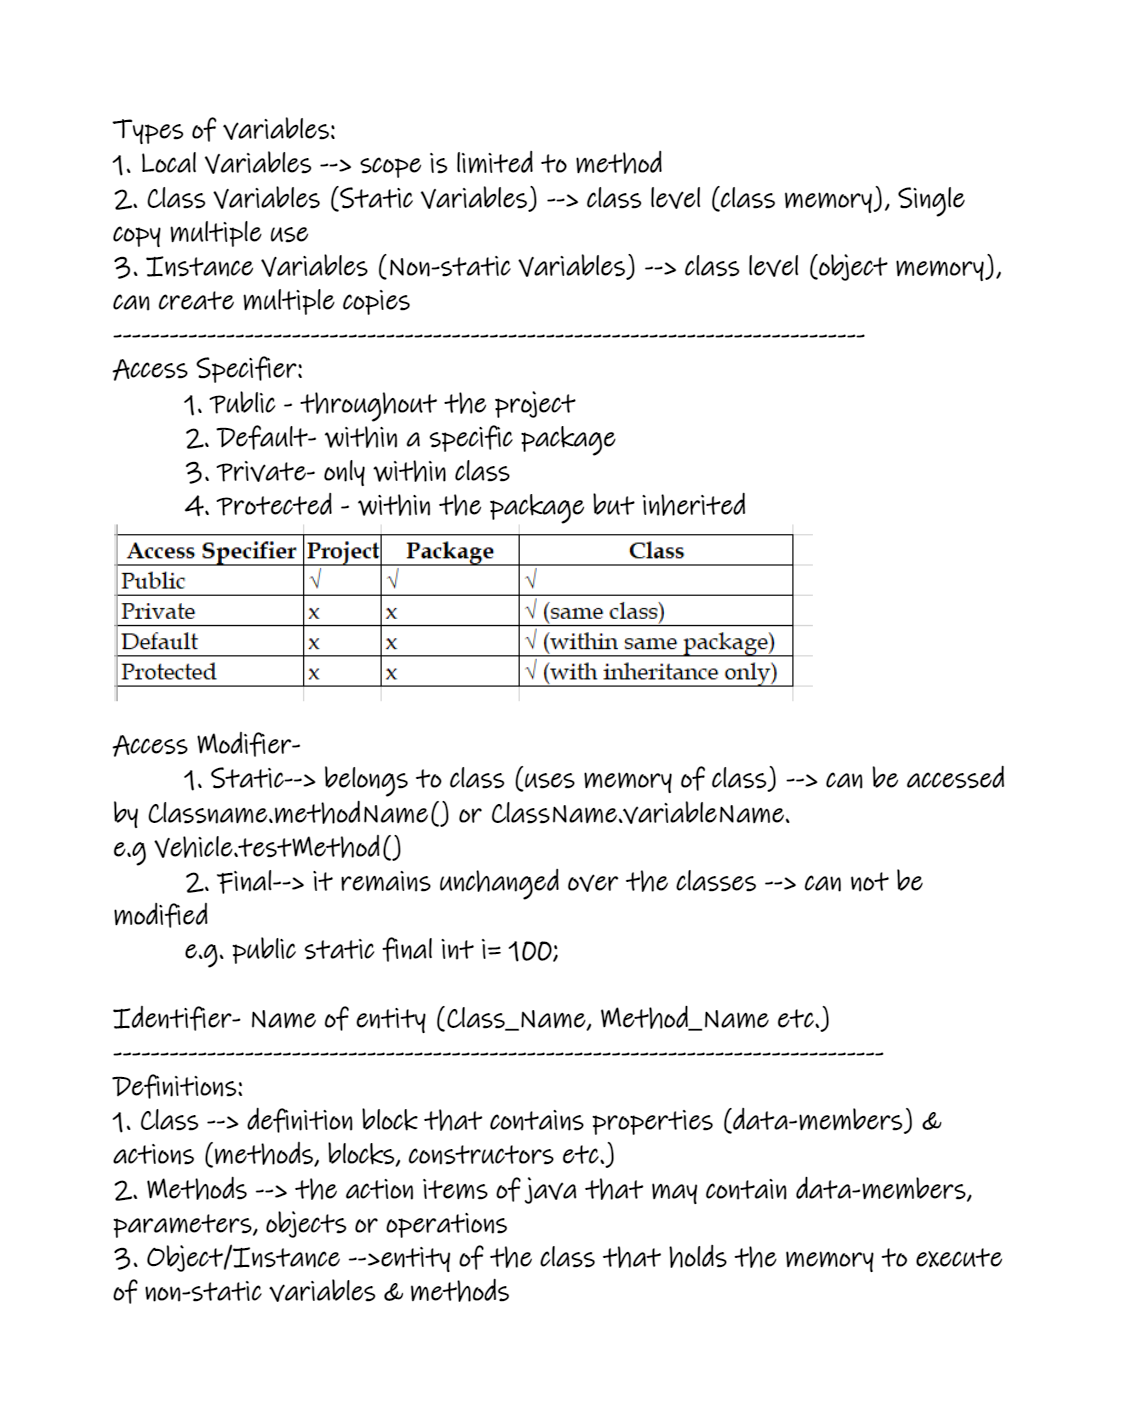 Types of variables:
1. Local Variables --> scope is limited to method
2. Class Variables (Static Variables) --> class level (class memory), Single
copy multiple use
3. Instance Variables (Non-static Variables) --> class level (object memory),
can create multiple copies
--------------------------------------------------------------------------------
Access Specifier:
1. Public - throughout the project
2. Default- within a specific package
3. Private- only within class
4. Protected - within the package but inherited
Access Specifier Project Package Class
Public √ √ √
Private x x √ (same class)
Default x x √ (within same package)
Protected x x √ (with inheritance only)
Access Modifier-
1. Static--> belongs to class (uses memory of class) --> can be accessed
by Classname.methodName() or ClassName.variableName.
e.g Vehicle.testMethod()
2. Final--> it remains unchanged over the classes --> can not be
modified
e.g. public static final int i= 100;
Identifier- Name of entity (Class_Name, Method_Name etc.)
----------------------------------------------------------------------------------
Definitions:
1. Class --> definition block that contains properties (data-members) &
actions (methods, blocks, constructors etc.)
2. Methods --> the action items of java that may contain data-members,
parameters, objects or operations
3. Object/Instance -->entity of the class that holds the memory to execute
of non-static variables & methods